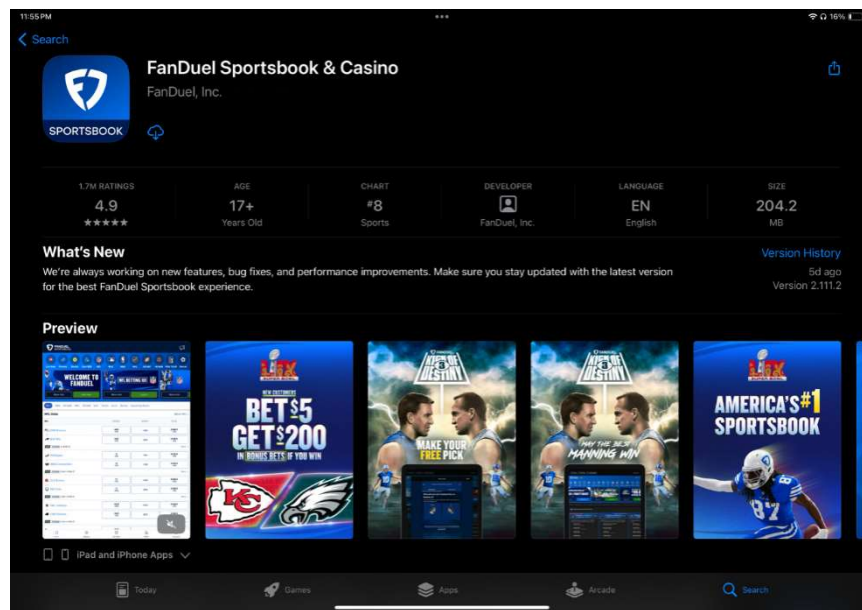 11:55 PM
16%
Search
FanDuel Sportsbook & Casino
FanDuel, Inc.
SPORTSBOOK
1.7M RATINGS
4.9
★★★★★
AGE
17+
Years Old
CHART
#8
Sports
DEVELOPER
FanDuel, Inc.
LANGUAGE
EN
English
SIZE
204.2
MB
What's New
Version History
We're always working on new features, bug fixes, and performance improvements. Make sure you stay updated with the latest version
for the best FanDuel Sportsbook experience.
5d ago
Version 2.111.2
Preview
WELCOME TO
FANDUEL
LIX
NEW CUSTOMERS
BET $5
GET $200
IN BONUS BETS IF YOU WIN
KC
KICK OF
DESTINY
3
MAKE YOUR
FREE PICK
KICK OF
DESTINY
3
MAY THE BEST
MANNING WIN
LIX
AMERICA'S #1
SPORTSBOOK
87
iPad and iPhone Apps
Today
Games
Apps
Arcade
Search